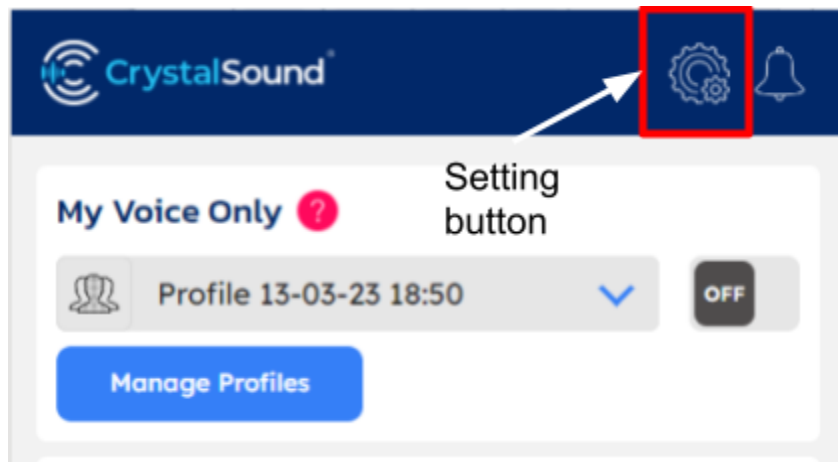 CrystalSound
Setting
button
My Voice Only ?
Profile 13-03-23 18:50
OFF
Manage Profiles